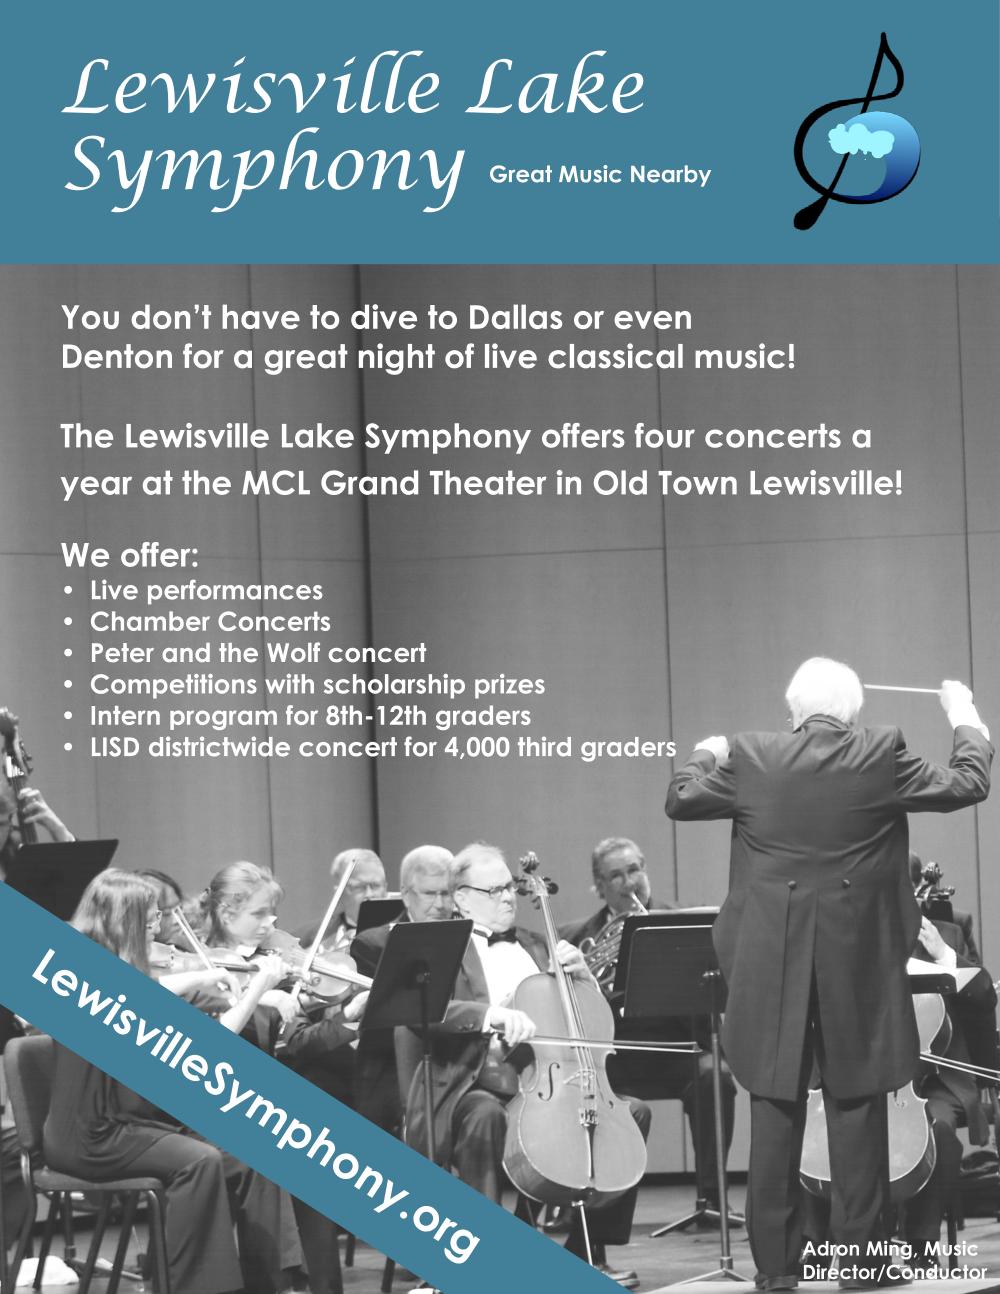 Lewisville Lake
Symphony Great Music Nearby
You don't have to dive to Dallas or even
Denton for a great night of live classical music!
The Lewisville Lake Symphony offers four concerts a
year at the MCL Grand Theater in Old Town Lewisville!
We offer:
• Live performances
• Chamber Concerts
• Peter and the Wolf concert
• Competitions with scholarship prizes
• Intern program for 8th-12th graders
• LISD districtwide concert for 4,000 third graders
LewisvilleSymphony.org
Adron Ming, Music
Director/Conductor